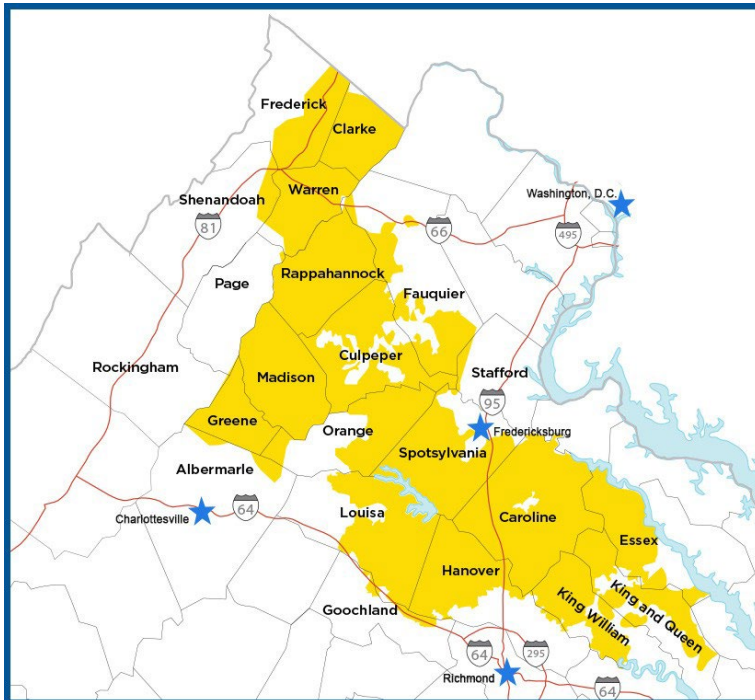 Frederick
Clarke
Warren
Shenandoah
Washington, D.C.
81
66
495
Rappahannock
Page
Fauquier
Culpeper
Rockingham
Madison
Stafford
95
Greene
Orange
Fredericksburg
Spotsylvania
Albermarle
Charlottesville
64
Louisa
Caroline
Essex
Hanover
King and Queen
King William
Goochland
64
295
Richmond
64